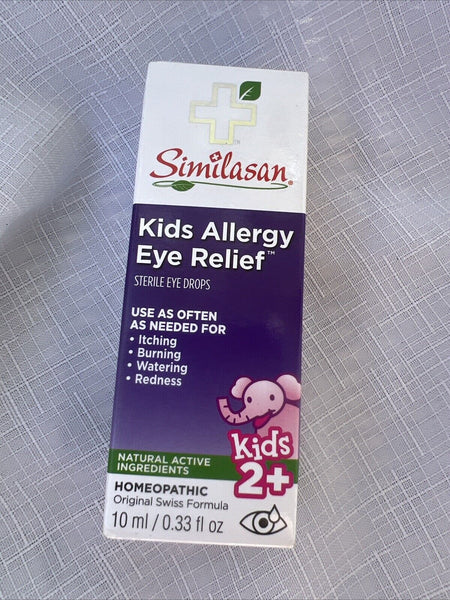 Similasan®
Kids Allergy
Eye Relief™
STERILE EYE DROPS
USE AS OFTEN
AS NEEDED FOR
• Itching
• Burning
• Watering
• Redness
kids
2+
NATURAL ACTIVE
INGREDIENTS
HOMEOPATHIC
Original Swiss Formula
10 ml / 0.33 fl oz